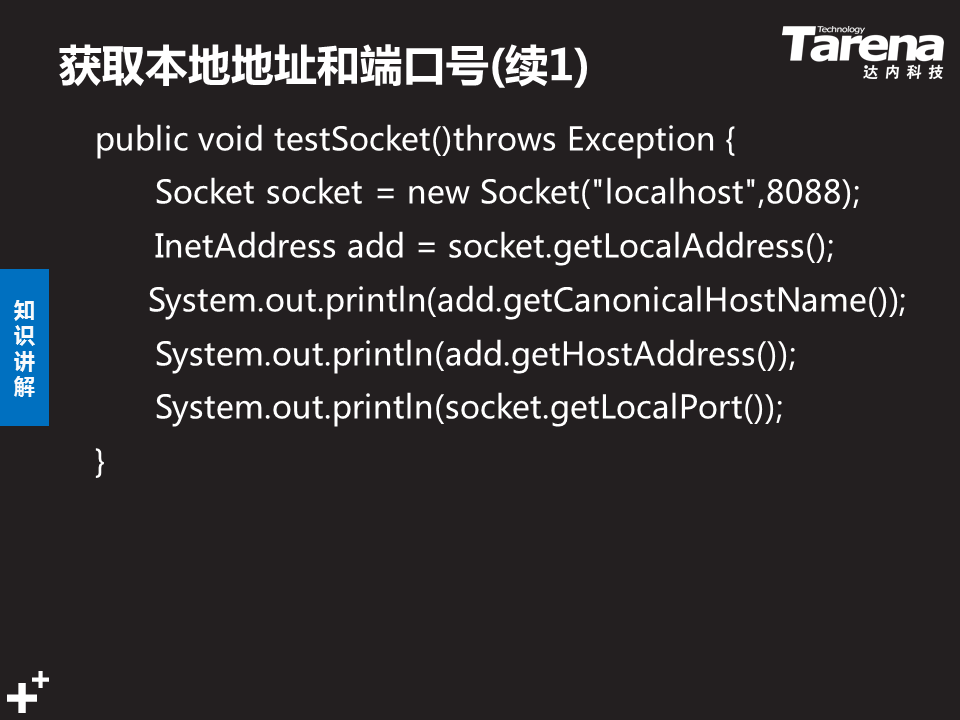 获取本地地址和端口号(续1)
Technology
Tarena
达内科技
public void testSocket()throws Exception {
Socket socket = new Socket("localhost",8088);
InetAddress add = socket.getLocalAddress();
System.out.println(add.getCanonicalHostName());
System.out.println(add.getHostAddress());
System.out.println(socket.getLocalPort());
}
知识讲解